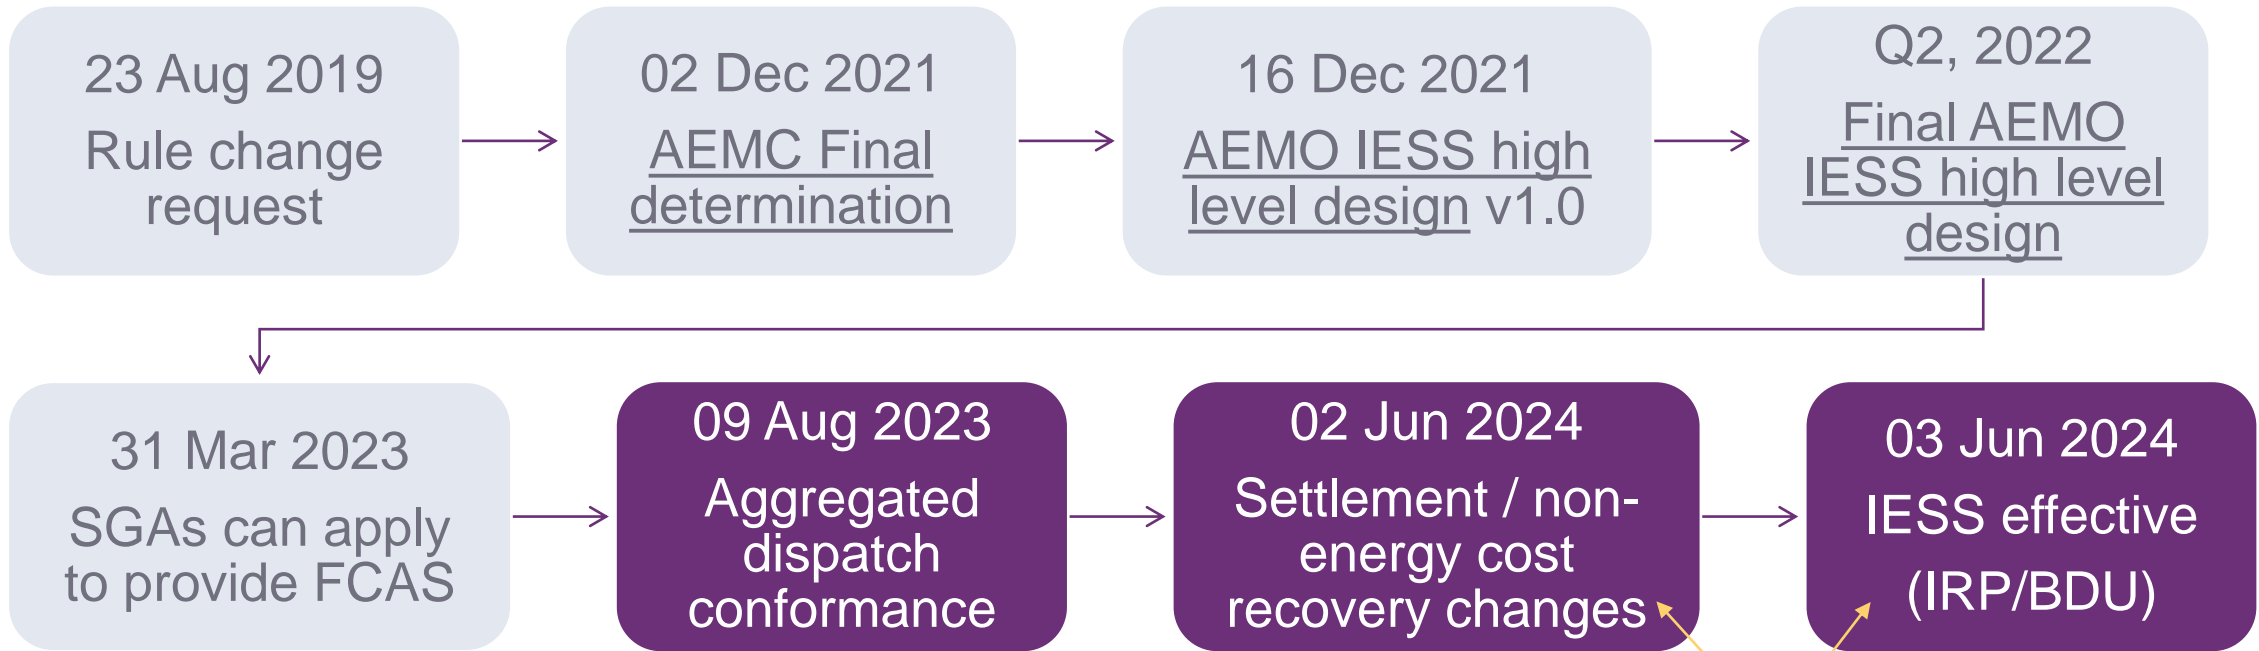 23 Aug 2019
Rule change
request
02 Dec 2021
AEMC Final
determination
16 Dec 2021
AEMO IESS high
level design v1.0
Q2, 2022
Final AEMO
IESS high level
design
31 Mar 2023
SGAs can apply
to provide FCAS
09 Aug 2023
Aggregated
dispatch
conformance
02 Jun 2024
Settlement / non-
energy cost
recovery changes
03 Jun 2024
IESS effective
(IRP/BDU)